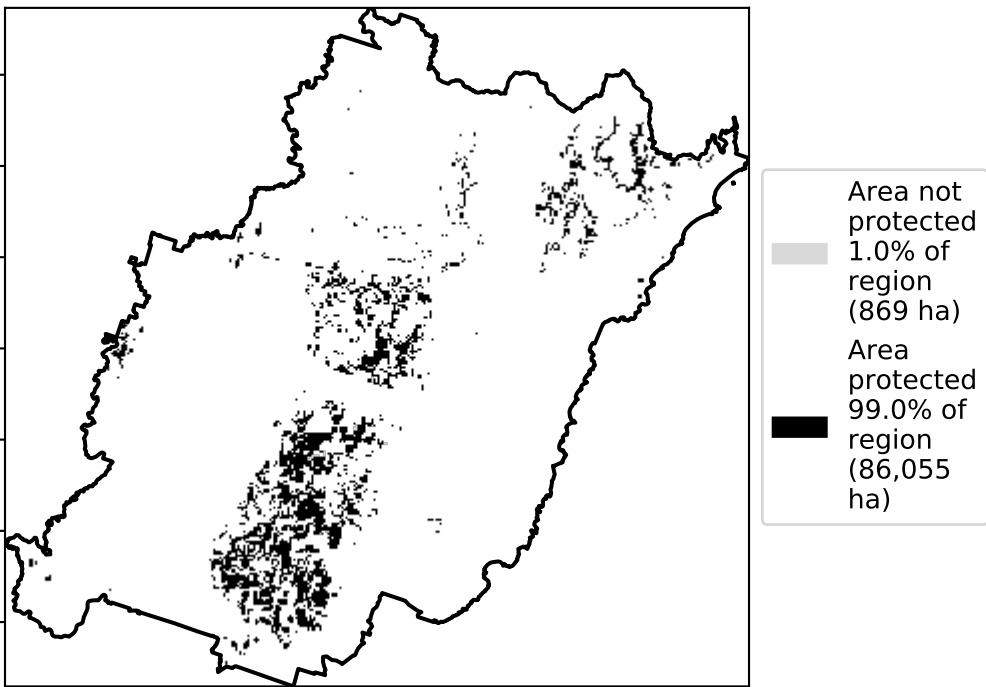 Area not
protected
1.0% of
region
(869 ha)
Area
protected
99.0% of
region
(86,055
ha)